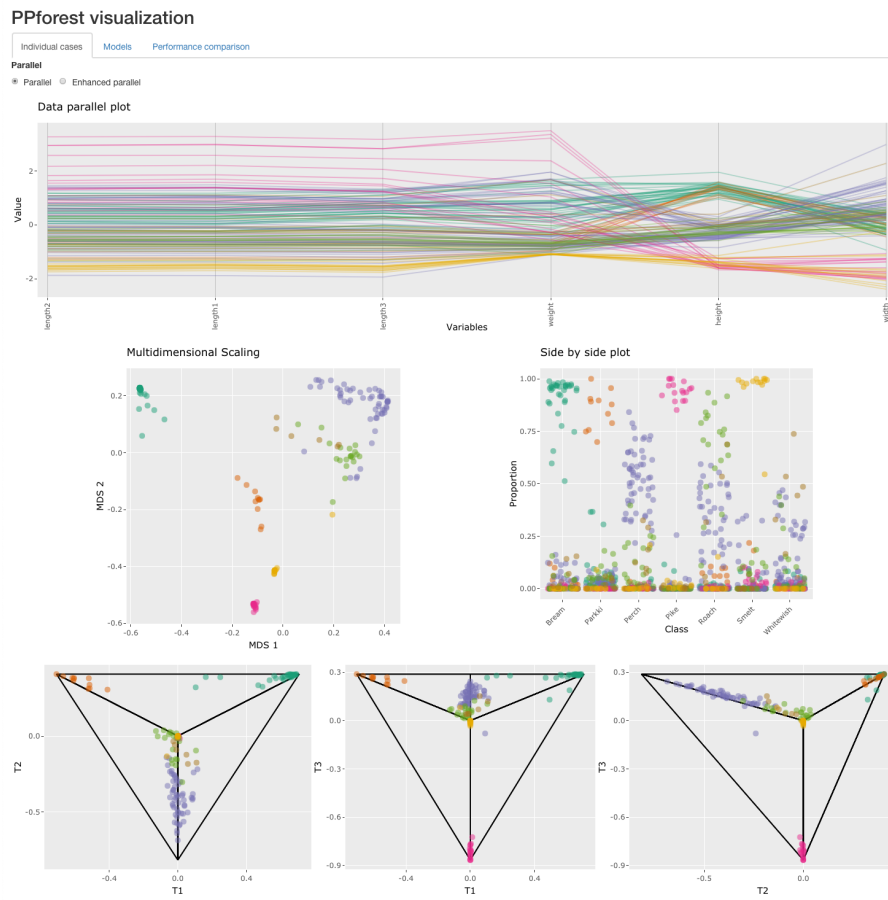 PPforest visualization
Individual cases Models Performance comparison
Parallel
Parallel Enhanced parallel
Data parallel plot
2
0
-2
Value
length2 length1 length3 weight height width
Variables
Multidimensional Scaling
0.2
0.0
-0.2
-0.4
-0.6
MDS 2
-0.6 -0.4 -0.2 0.0 0.2 0.4
MDS 1
Side by side plot
1.00
0.75
0.50
0.25
0.00
Proportion
Bream Parkki Perch Pike Roach Smelt Whitewish
Class
0.0
-0.5
T2
-0.4 0.0 0.4
T1
0.3
0.0
-0.3
-0.6
-0.9
T3
-0.4 0.0 0.4
T1
0.3
0.0
-0.3
-0.6
-0.9
T3
-0.5 0.0
T2